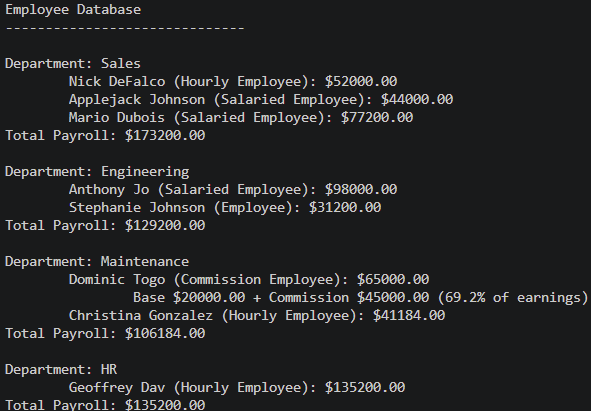 Employee Database
------------------------------
Department: Sales
Nick DeFalco (Hourly Employee): $52000.00
Applejack Johnson (Salaried Employee): $44000.00
Mario Dubois (Salaried Employee): $77200.00
Total Payroll: $173200.00
Department: Engineering
Anthony Jo (Salaried Employee): $98000.00
Stephanie Johnson (Employee): $31200.00
Total Payroll: $129200.00
Department: Maintenance
Dominic Togo (Commission Employee): $65000.00
Base $20000.00 + Commission $45000.00 (69.2% of earnings)
Christina Gonzalez (Hourly Employee): $41184.00
Total Payroll: $106184.00
Department: HR
Geoffrey Dav (Hourly Employee): $135200.00
Total Payroll: $135200.00